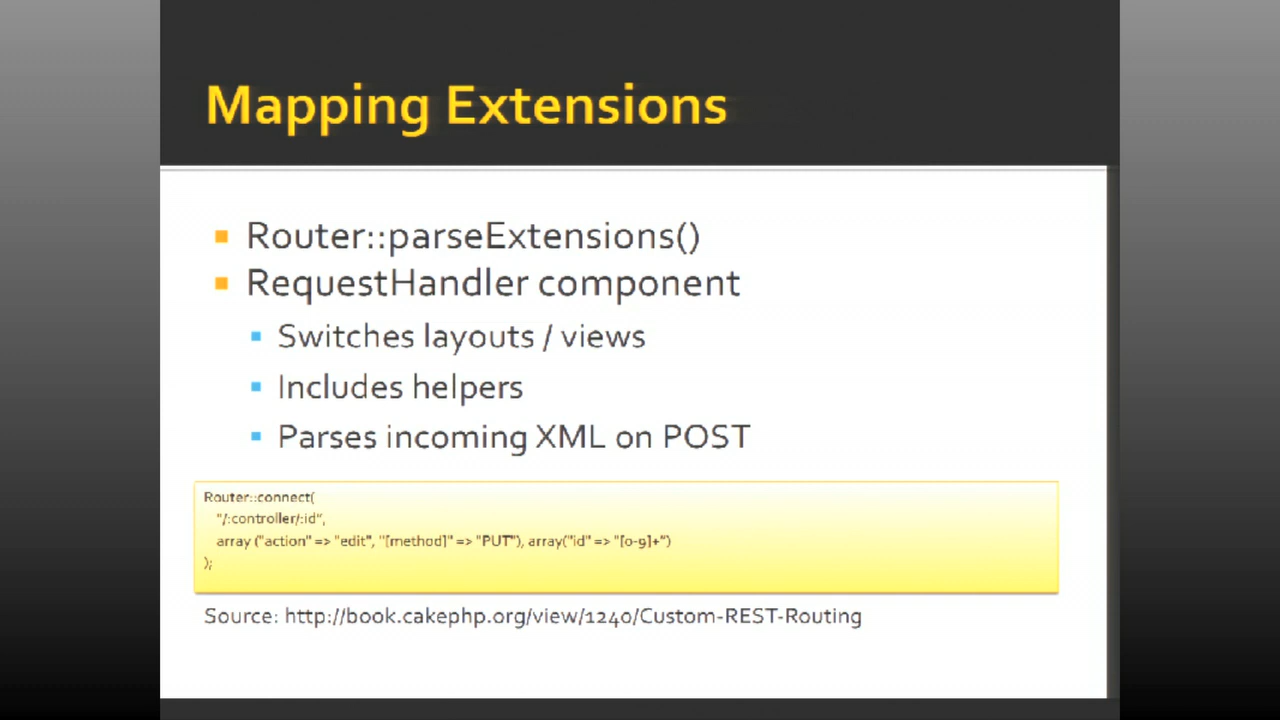 Mapping Extensions
Router::parseExtensions()
RequestHandler component
Switches layouts / views
Includes helpers
Parses incoming XML on POST
Router::connect(
"/:controller/:id",
array ("action" => "edit", "[method]" => "PUT"), array("id" => "[0-9]+")
);
Source: http://book.cakephp.org/view/1240/Custom-REST-Routing